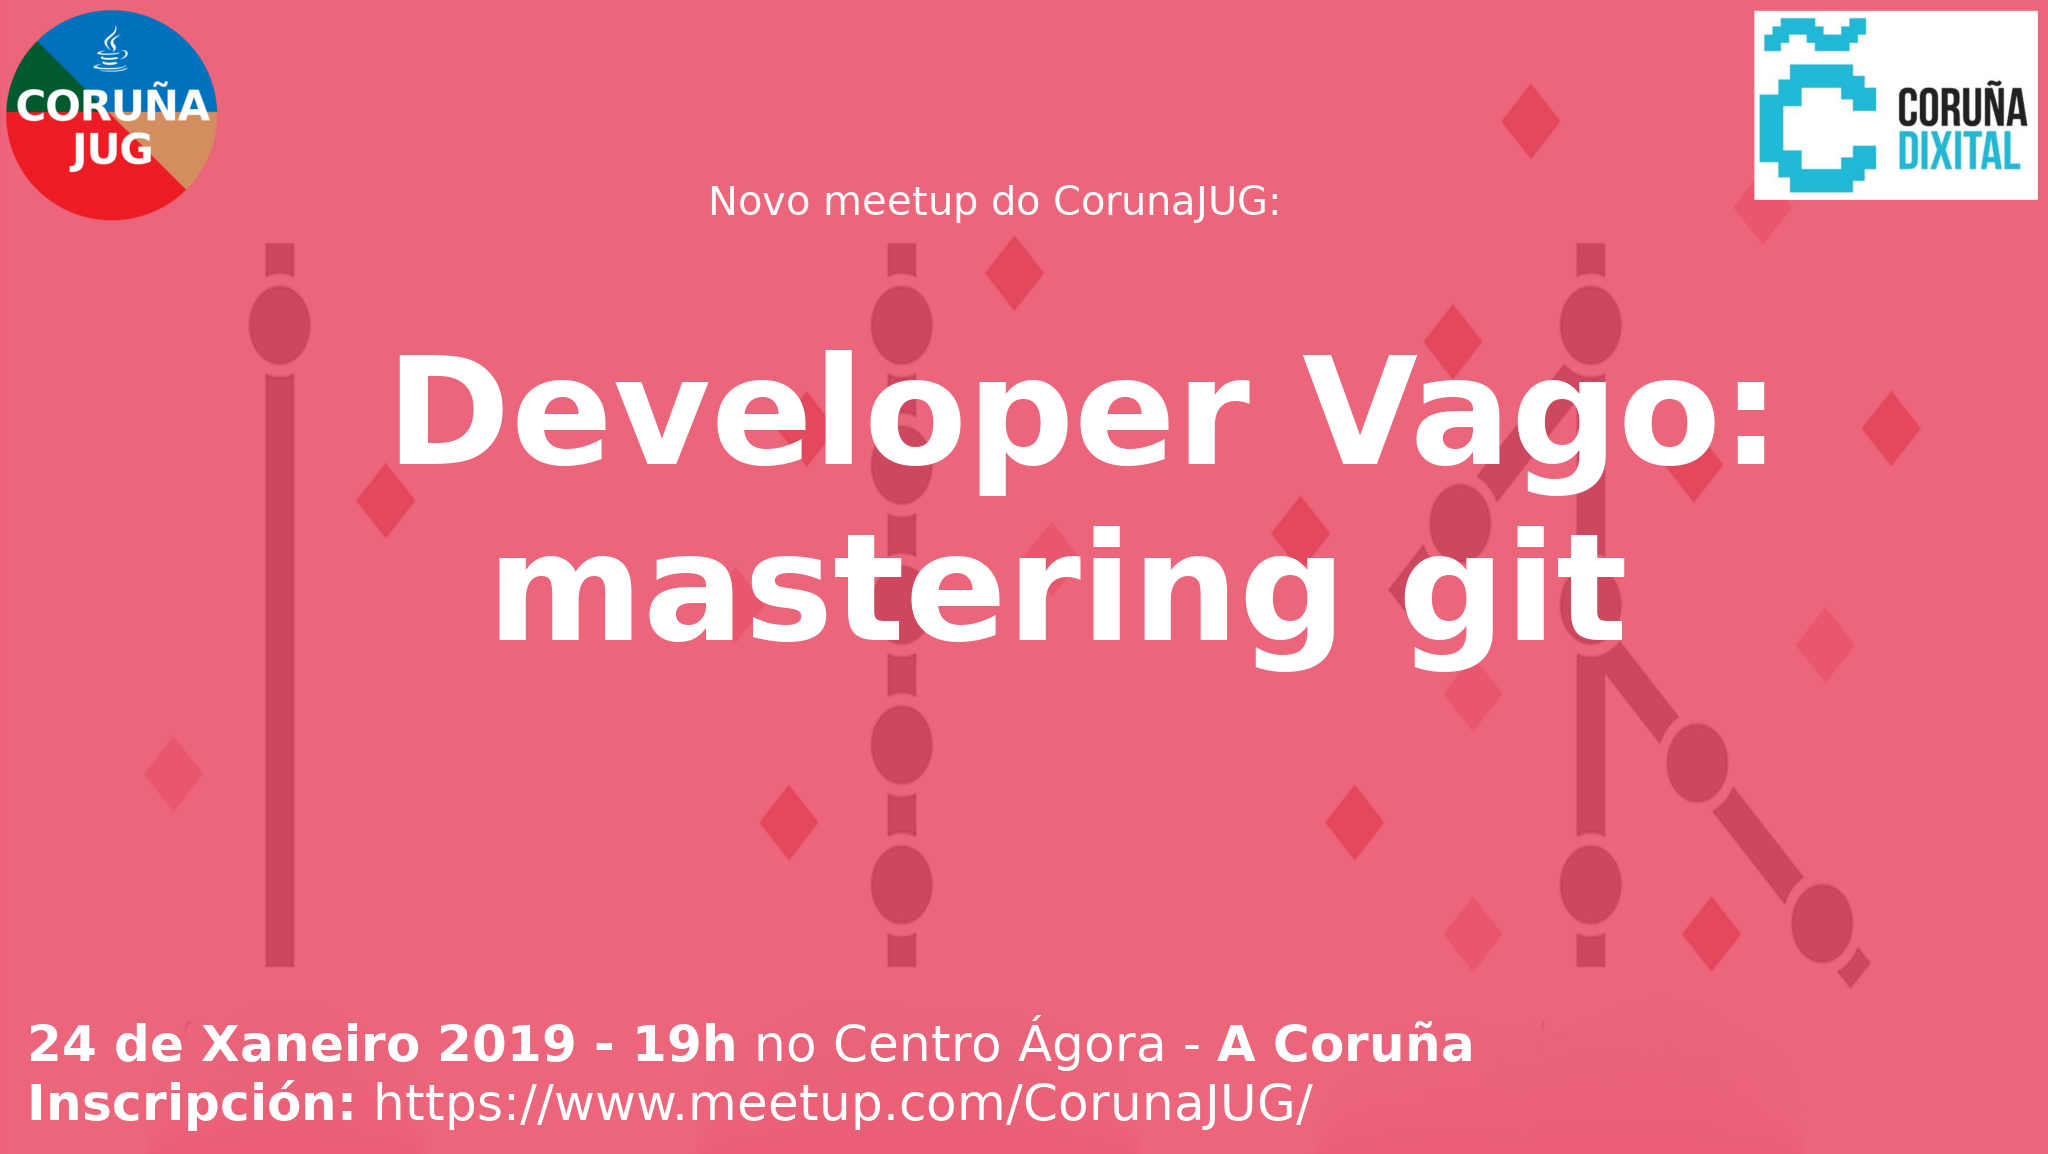 CORUÑA
JUG
CORUÑA
DIXITAL
Novo meetup do CorunaJUG:
Developer Vago:
mastering git
24 de Xaneiro 2019 - 19h no Centro Ágora - A Coruña
Inscripción: https://www.meetup.com/CorunaJUG/